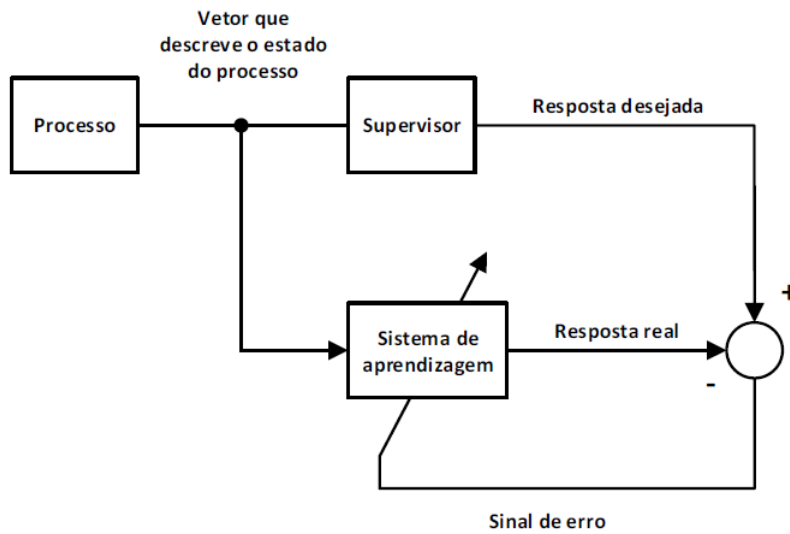 Vetor que
descreve o estado
do processo
Processo
Supervisor
Resposta desejada
+
Sistema de
aprendizagem
Resposta real
-
Sinal de erro